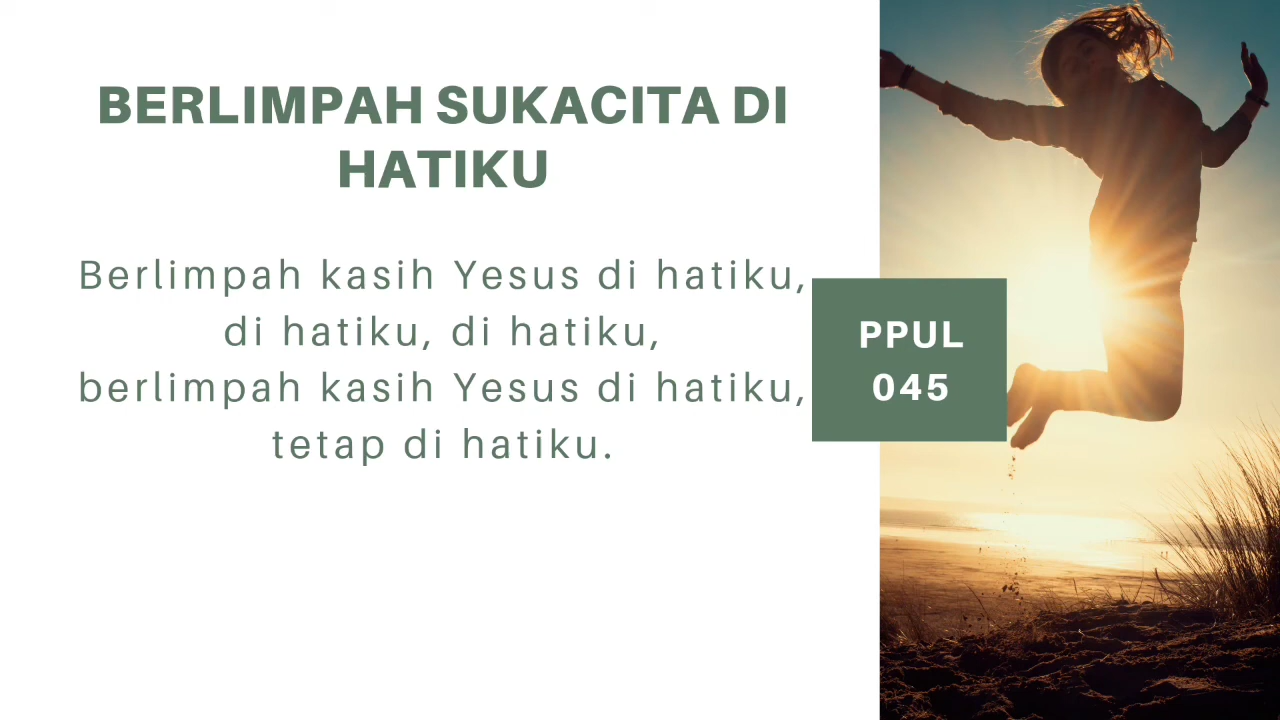 BERLIMPAH SUKACITA DI
HATIKU
Berlimpah kasih Yesus di hatiku,
di hatiku, di hatiku,
berlimpah kasih Yesus di hatiku,
tetap di hatiku.
PPUL
045